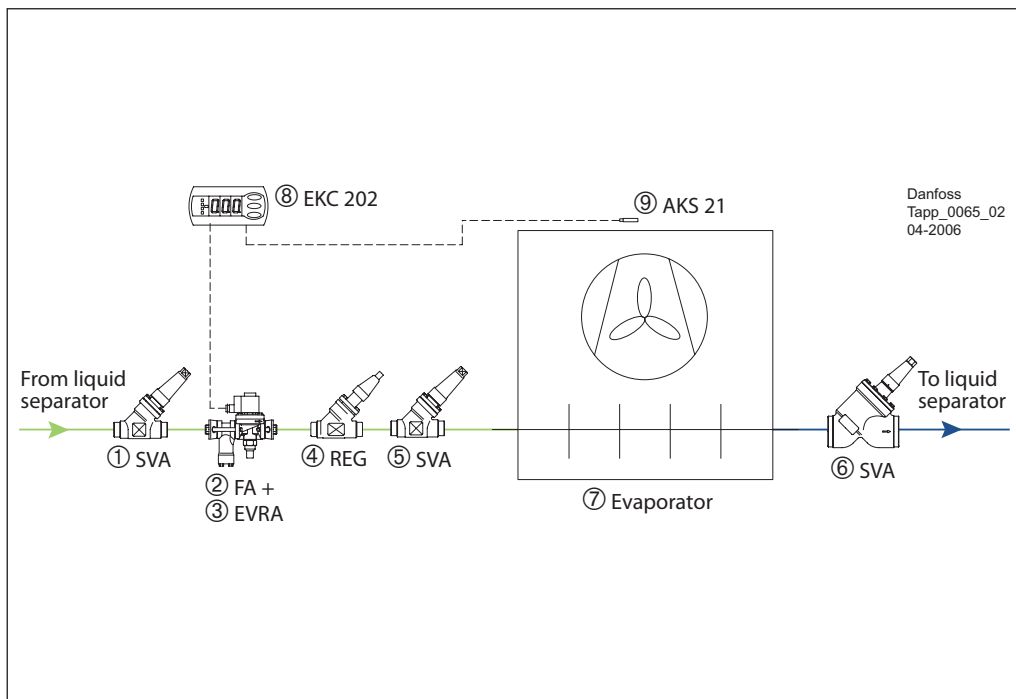 ⑧ EKC 202
⑨ AKS 21
Danfoss
Tapp_0065_02
04-2006
From liquid
separator
To liquid
separator
① SVA
② FA +
③ EVRA
④ REG
⑤ SVA
⑦ Evaporator
⑥ SVA
000